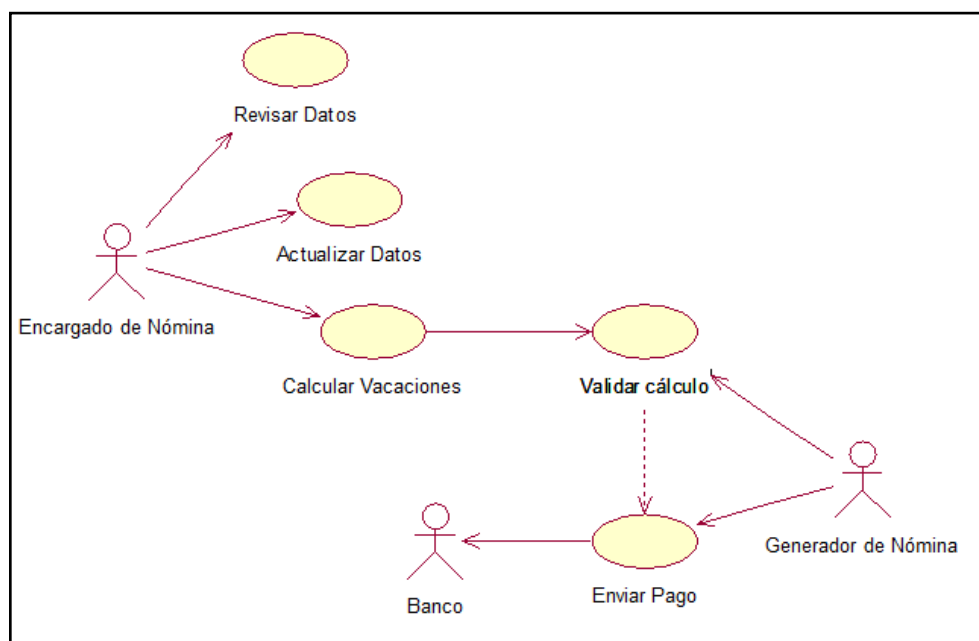 Revisar Datos
Actualizar Datos
Encargado de Nómina
Calcular Vacaciones
Validar cálculo
Generador de Nómina
Banco
Enviar Pago